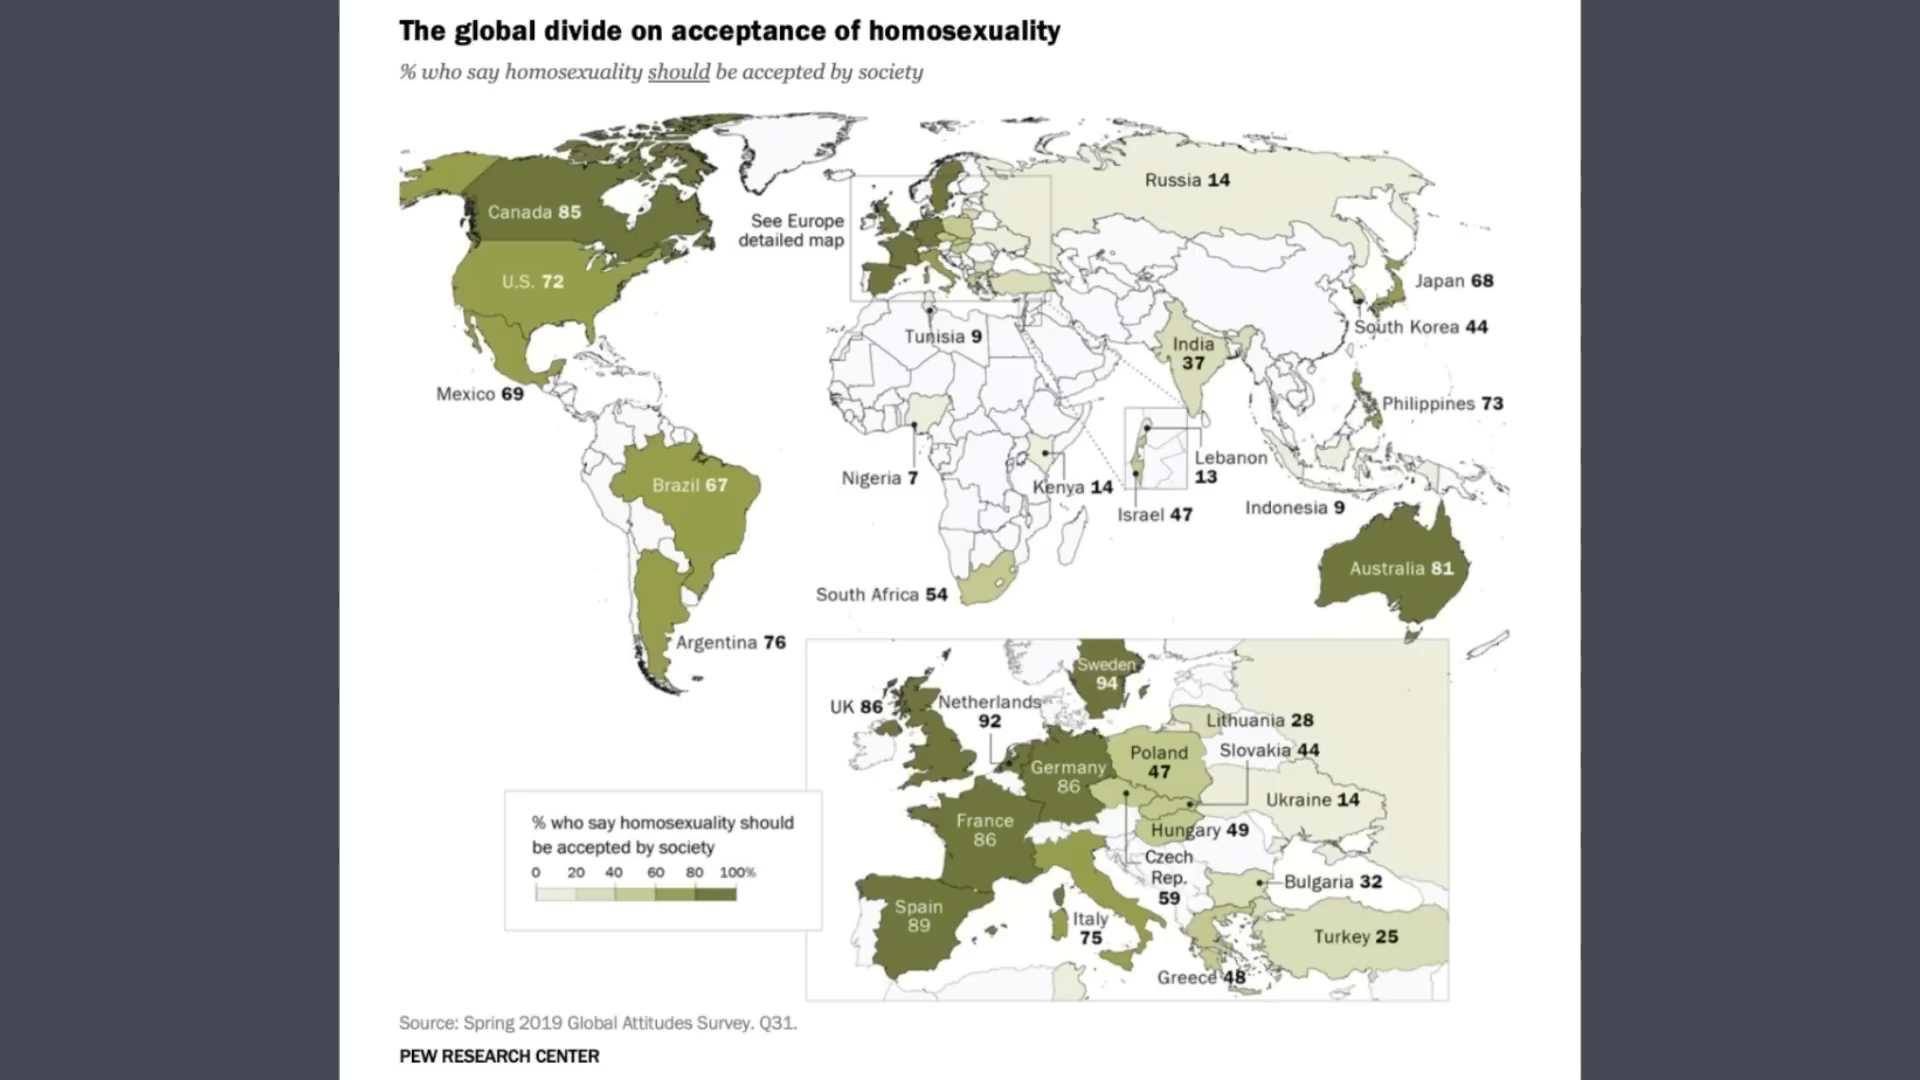 The global divide on acceptance of homosexuality
% who say homosexuality should be accepted by society
Russia 14
Canada 85
See Europe
detailed map
U.S. 72
Japan 68
South Korea 44
Tunisia 9
India
37
Mexico 69
Philippines 73
Lebanon
13
Nigeria 7
Kenya 14
Brazil 67
Israel 47
Indonesia 9
Australia 81
South Africa 54
Argentina 76
Sweden
94
UK 86
Netherlands
92
Lithuania 28
Slovakia 44
Poland
47
Germany
86
Ukraine 14
France
86
Hungary 49
Czech
Rep.
59
Bulgaria 32
Spain
89
Italy
75
Turkey 25
Greece 48
% who say homosexuality should
be accepted by society
0 20 40 60 80 100%
Source: Spring 2019 Global Attitudes Survey. Q31.
PEW RESEARCH CENTER